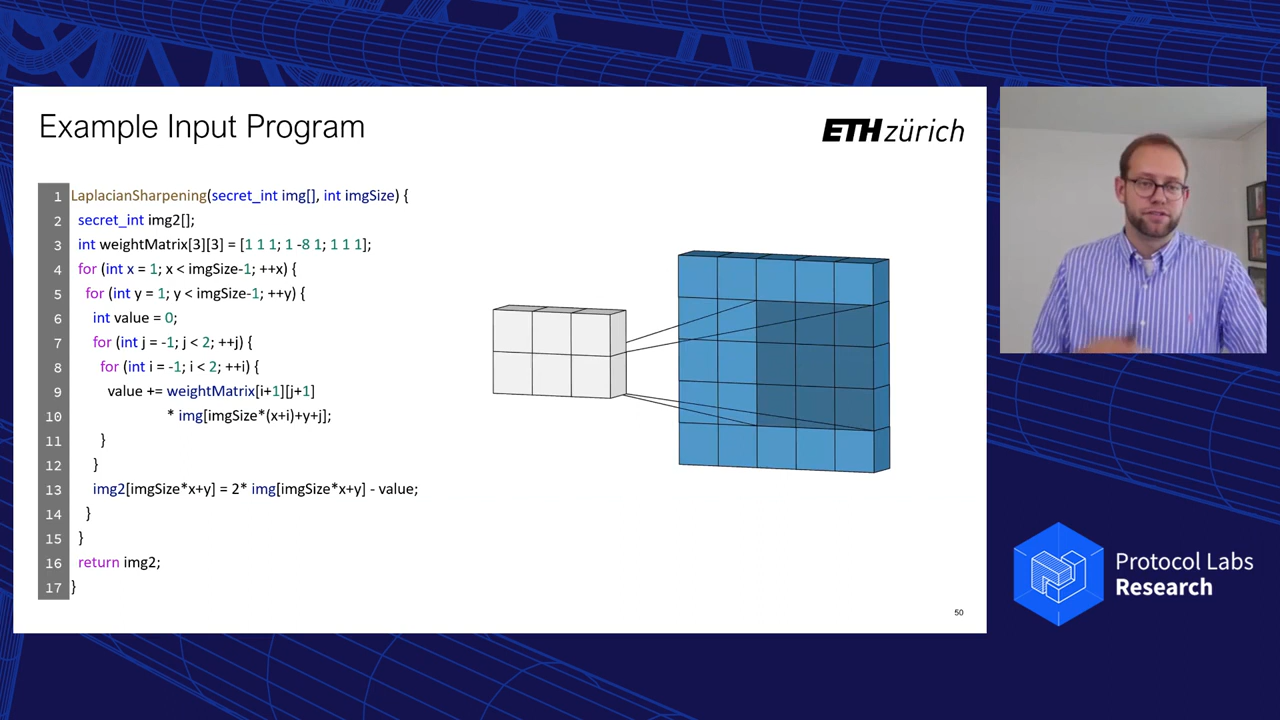 Example Input Program
ETH zürich
1 LaplacianSharpening(secret_int img[], int imgSize) {
2 secret_int img2[];
3 int weightMatrix[3][3] = [1 1 1; 1 -8 1; 1 1 1];
4 for (int x = 1; x < imgSize-1; ++x) {
5 for (int y = 1; y < imgSize-1; ++y) {
6 int value = 0;
7 for (int j = -1; j < 2; ++j) {
8 for (int i = -1; i < 2; ++i) {
9 value += weightMatrix[i+1][j+1]
10 * img[imgSize*(x+i)+y+j];
11 }
12 }
13 img2[imgSize*x+y] = 2* img[imgSize*x+y] - value;
14 }
15 }
16 return img2;
17 }
50
Protocol Labs
Research